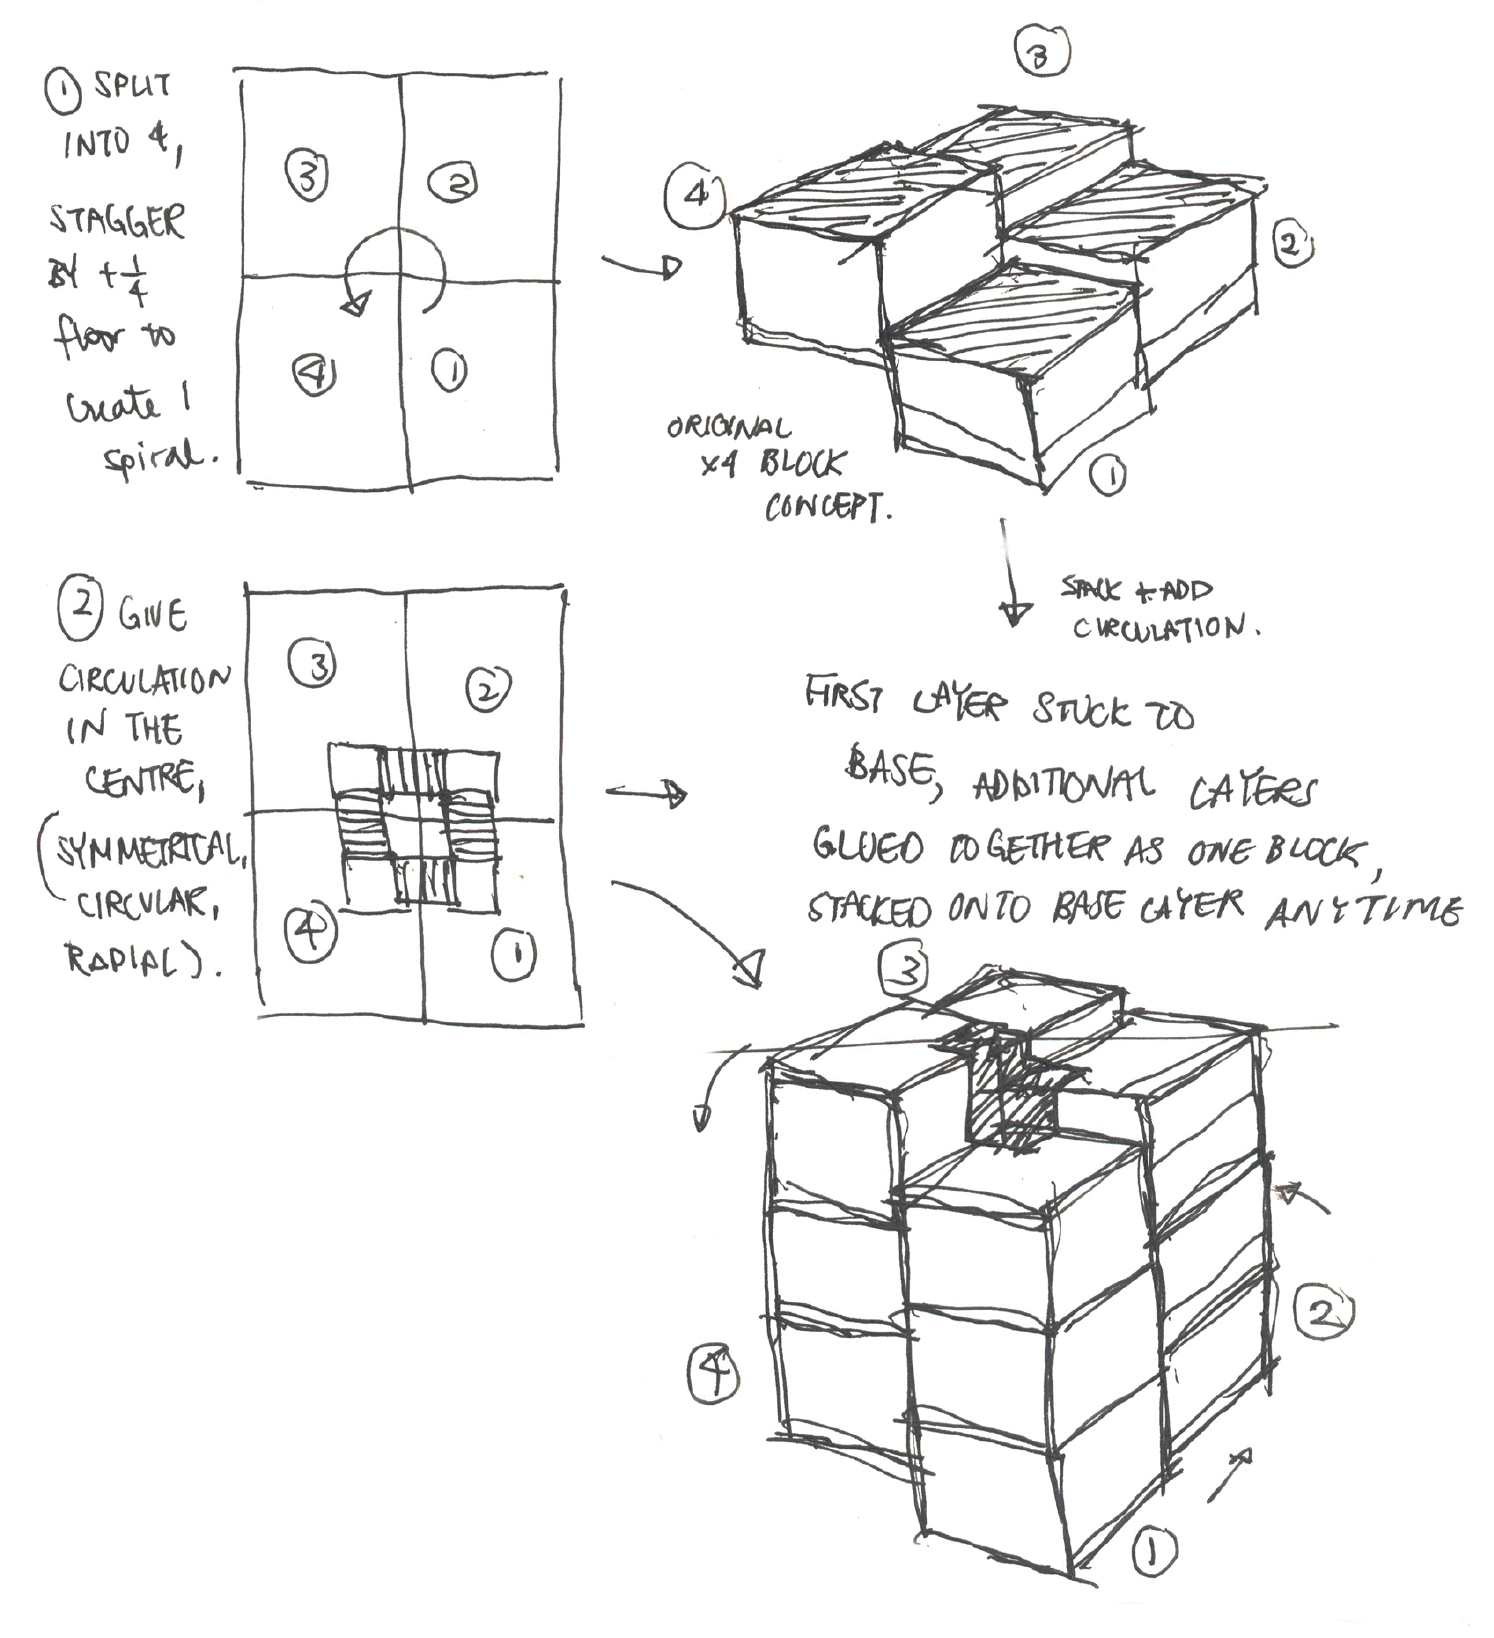 ① SPLIT
INTO 4,
STAGGER
BY + 1/4
floor to
create 1
spiral.
③ ②
④ ①
③
④
②
①
ORIGINAL
x4 BLOCK
CONCEPT.
STACK + ADD
CIRCULATION.
② GIVE
CIRCULATION
IN THE
CENTRE,
(SYMMETRICAL,
CIRCULAR,
RADIAL).
③
②
④
①
FIRST LAYER STUCK TO
BASE, ADDITIONAL LAYERS
GLUED TOGETHER AS ONE BLOCK,
STACKED ONTO BASE LAYER ANYTIME
③
②
④
①